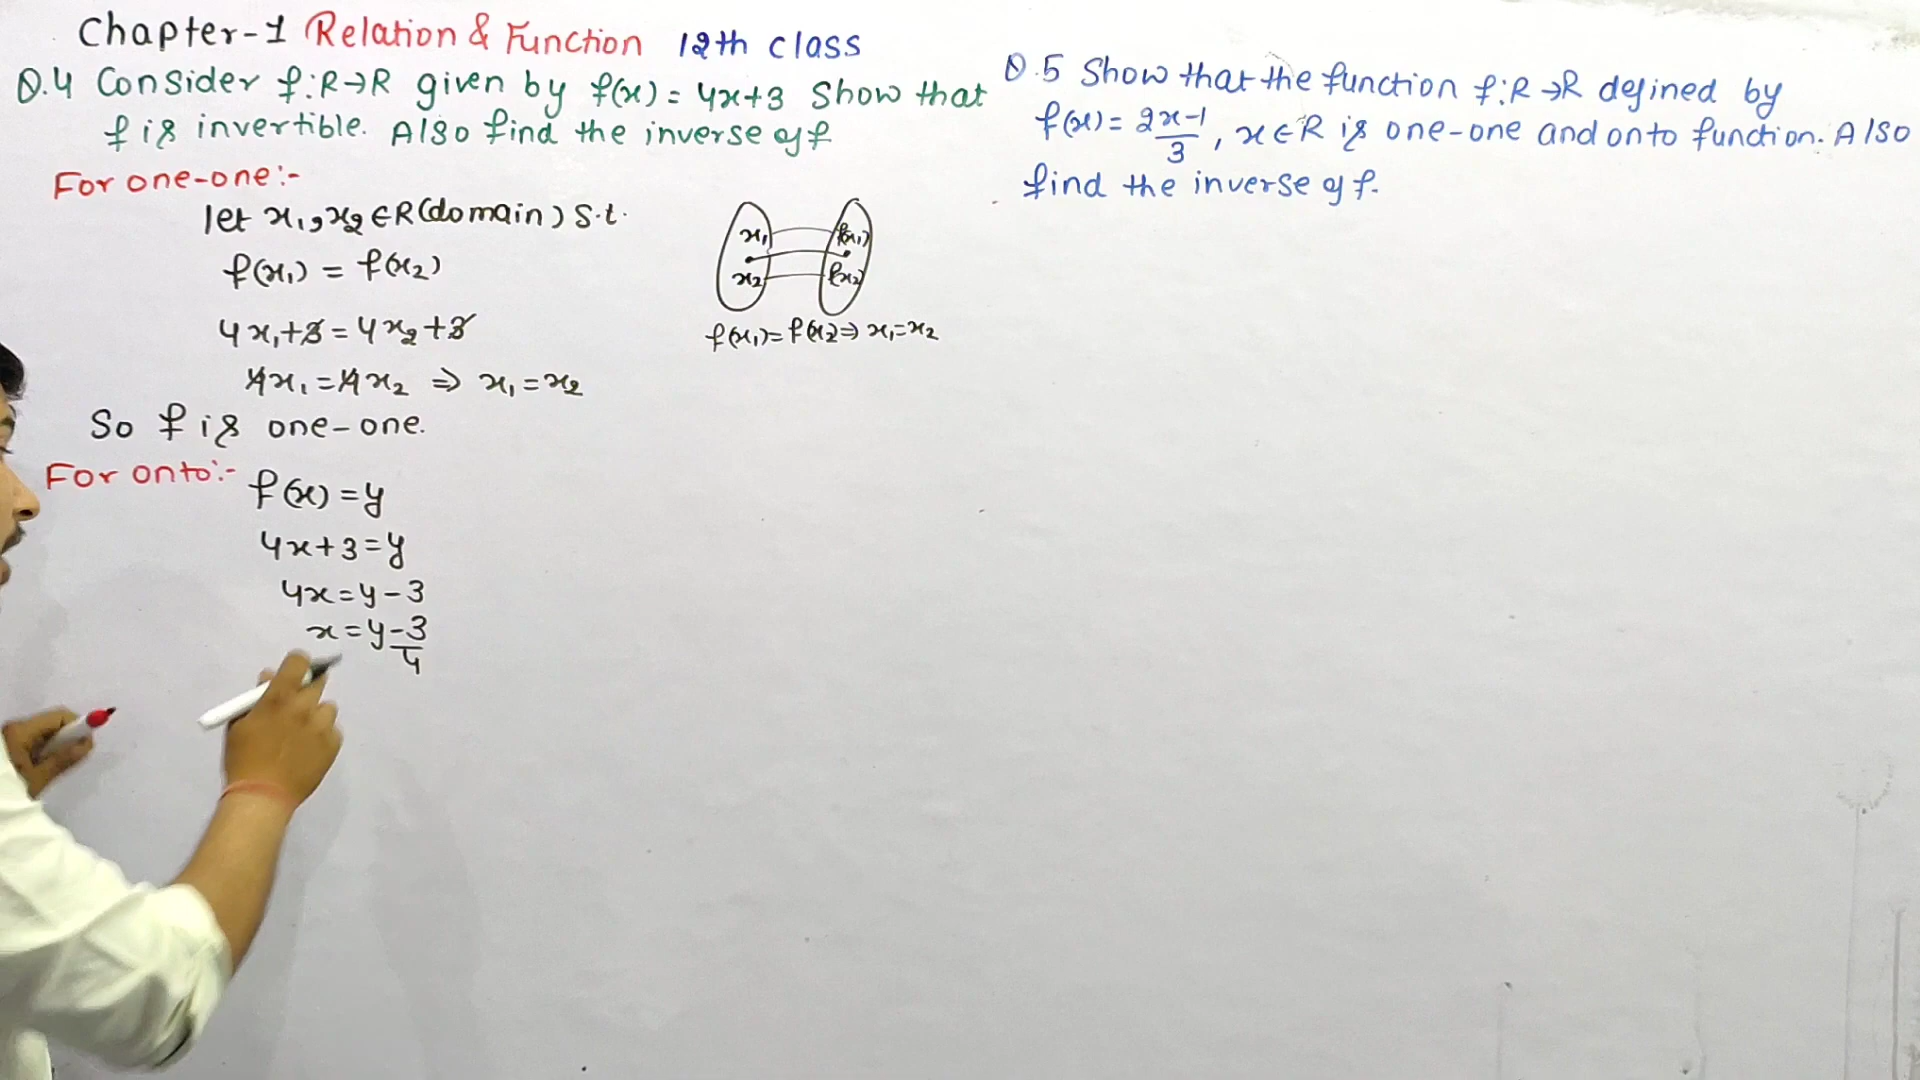 Chapter-1 Relation & Function 12th class
Q.4 Consider f:R→R given by f(x) = 4x+3 Show that
f is invertible. Also find the inverse of f
For one-one:-
let x₁,x₂ ∈ R(domain) s.t.
f(x₁) = f(x₂)
4x₁+3 = 4x₂+3
4x₁ = 4x₂ ⇒ x₁ = x₂
So f is one-one.
For onto:-
f(x) = y
4x+3 = y
4x = y-3
x = y-3/4
x₁ f(x₁)
x₂ f(x₂)
f(x₁) = f(x₂) ⇒ x₁ = x₂
Q.5 Show that the function f:R→R defined by
f(x) = 2x-1/3, x∈R is one-one and onto function. Also
find the inverse of f.